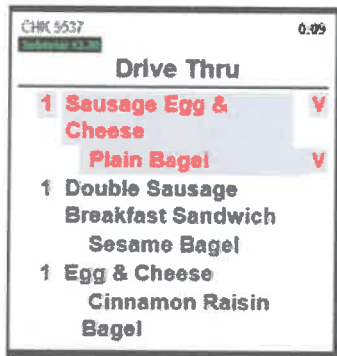 CHK 5537 0:09
Drive Thru
1 Sausage Egg & V
Cheese
Plain Bagel V
1 Double Sausage
Breakfast Sandwich
Sesame Bagel
1 Egg & Cheese
Cinnamon Raisin
Bagel